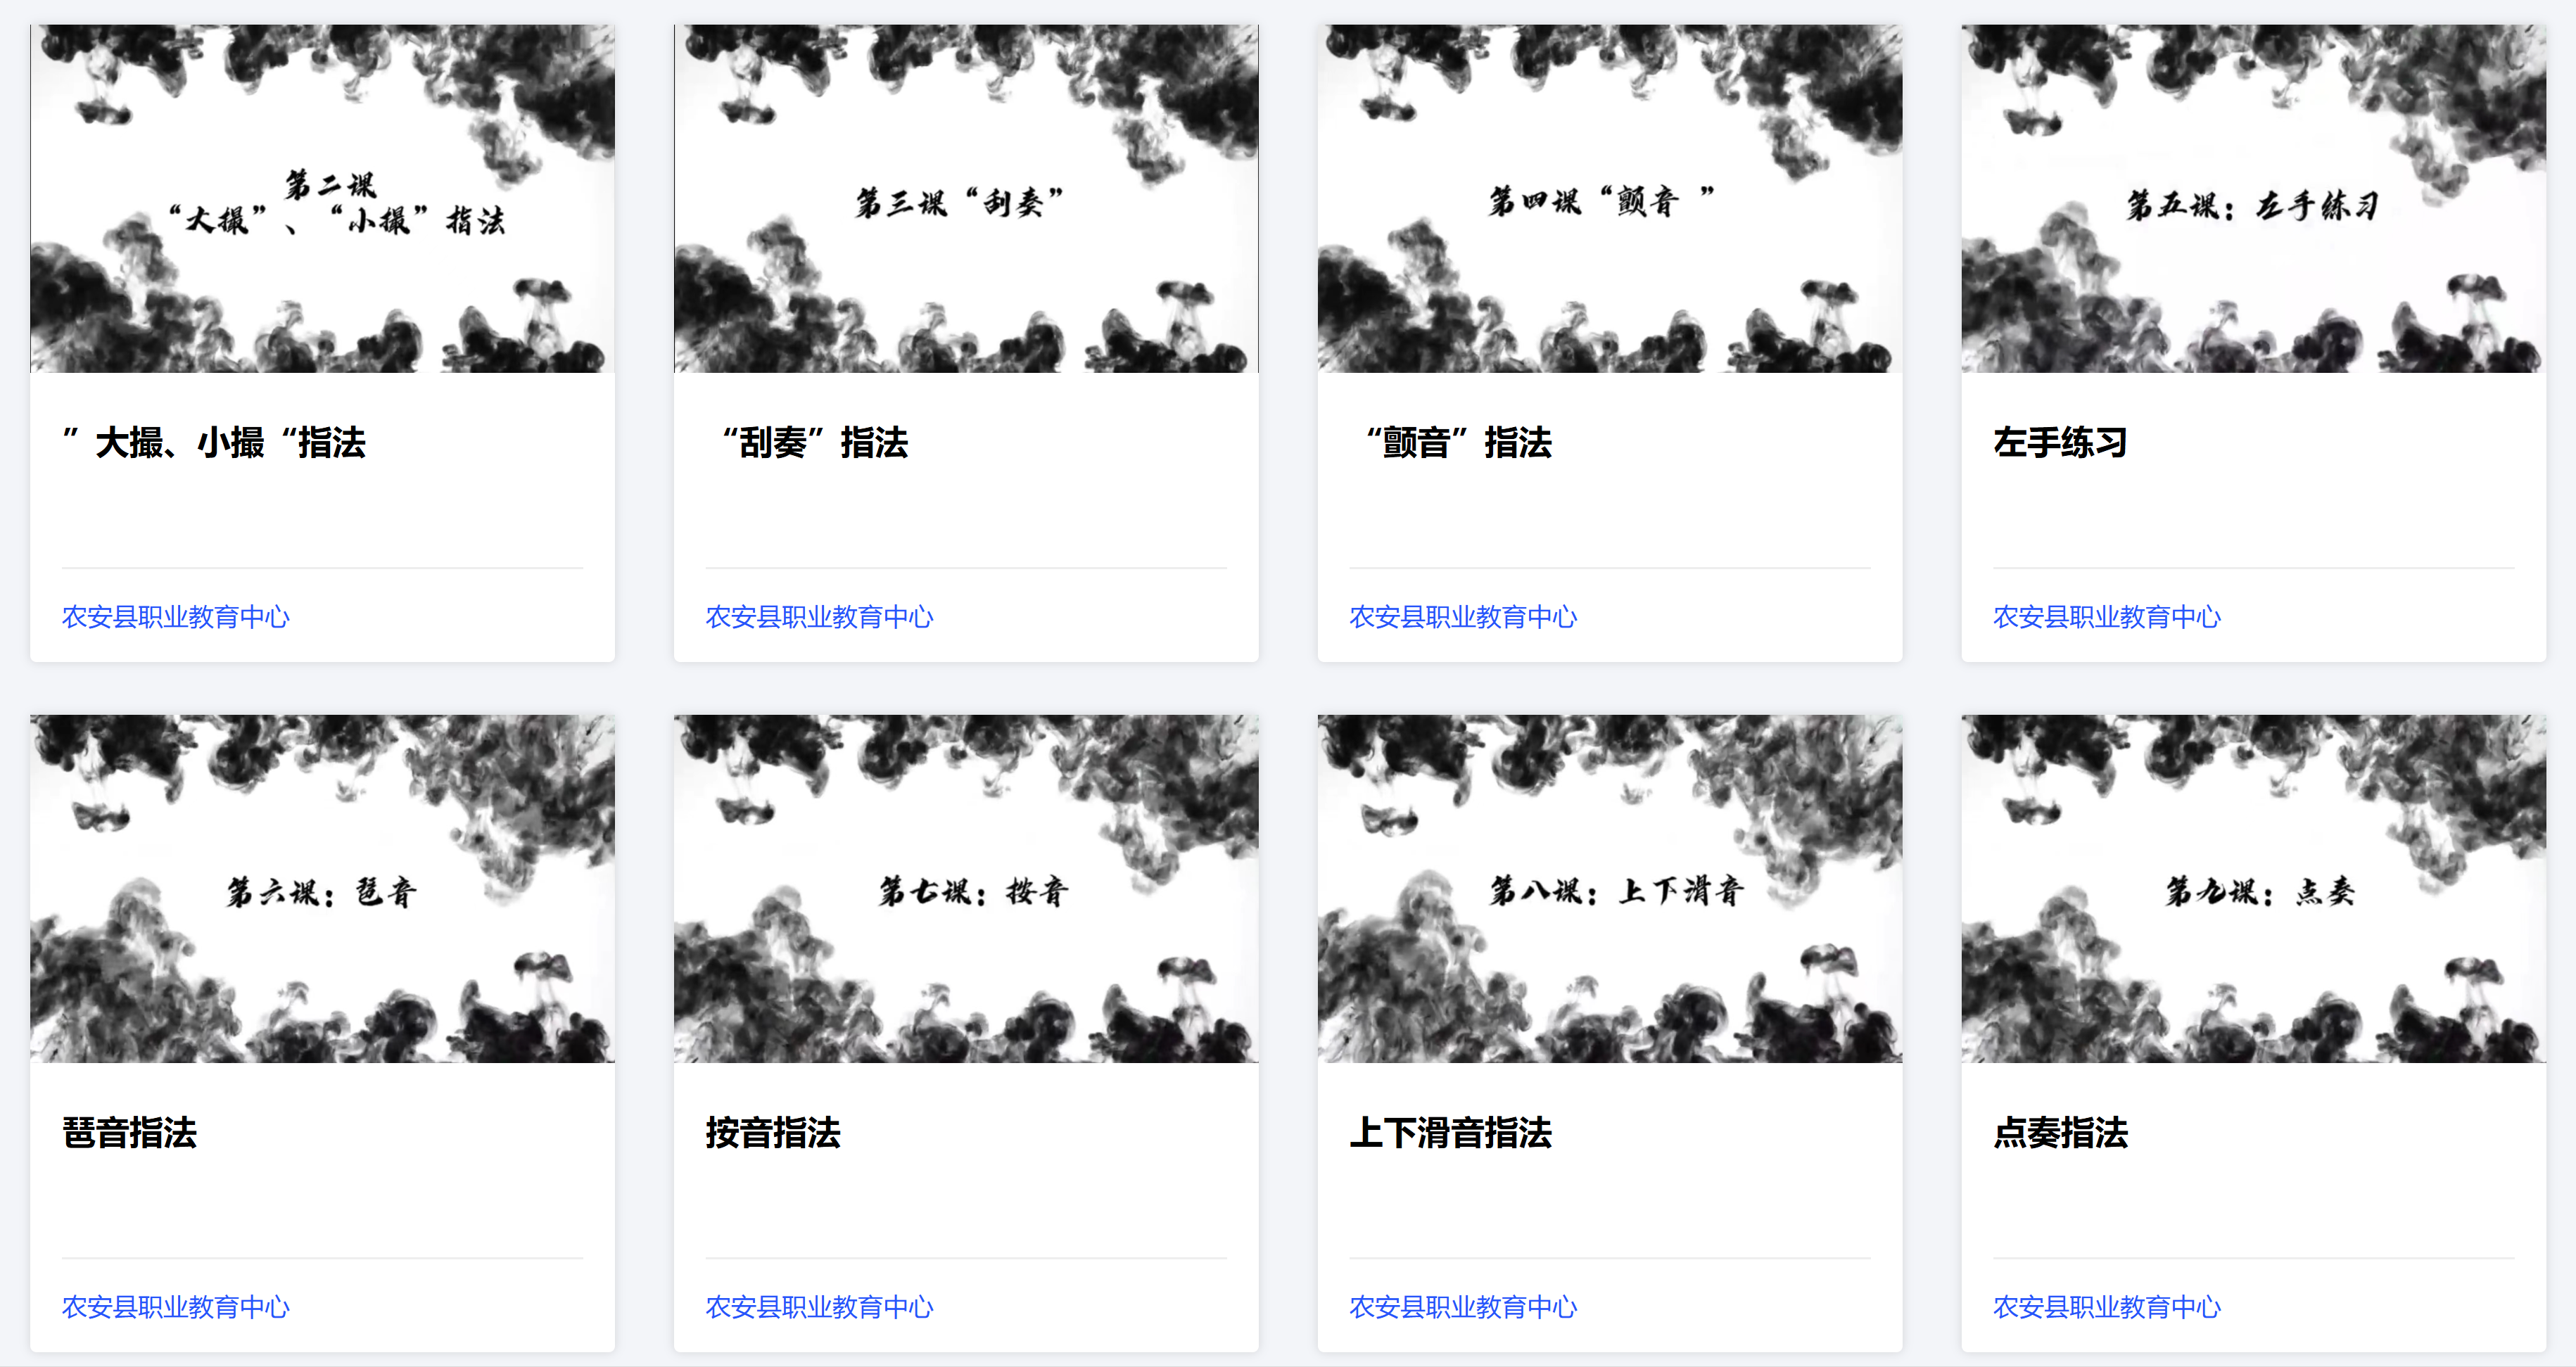 第二课
“大撮”、“小撮”指法
”大撮、小撮“指法
农安县职业教育中心
第三课“刮奏”
“刮奏”指法
农安县职业教育中心
第四课“颤音 ”
“颤音”指法
农安县职业教育中心
第五课：左手练习
左手练习
农安县职业教育中心
第六课：琶音
琶音指法
农安县职业教育中心
第七课：按音
按音指法
农安县职业教育中心
第八课：上下滑音
上下滑音指法
农安县职业教育中心
第九课：点奏
点奏指法
农安县职业教育中心